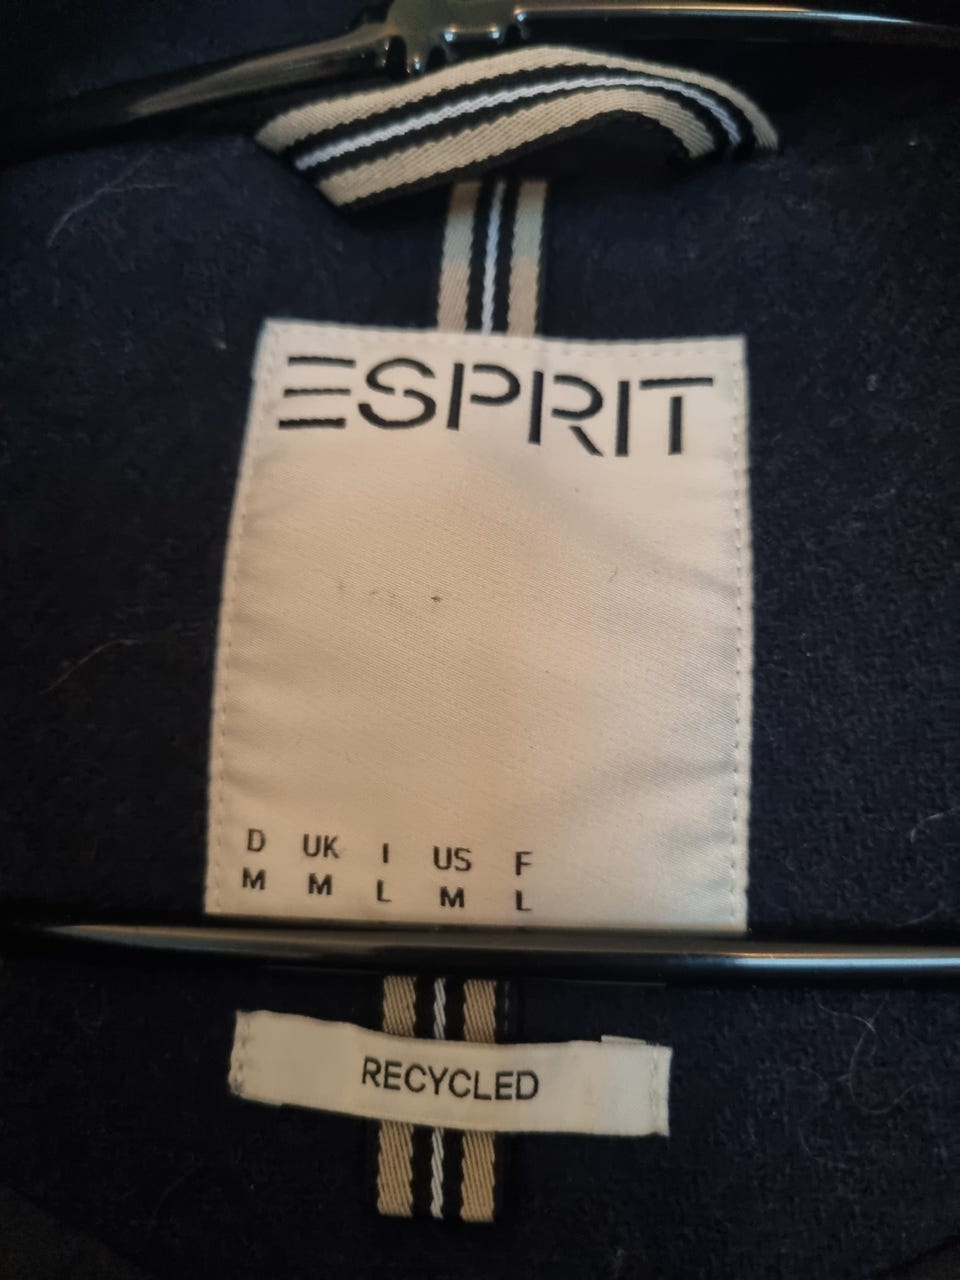 ESPRIT
D UK I US F
M M L M L
RECYCLED